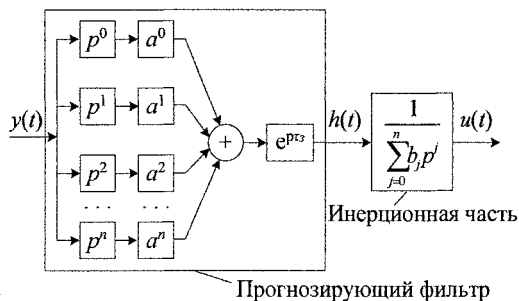 p⁰ a⁰
p¹ a¹
y(t) + e^{pτ₃} h(t) 1 / ∑_{j=0}^{n} b_j p^j u(t)
p² a²
... ...
pⁿ aⁿ
Инерционная часть
Прогнозирующий фильтр